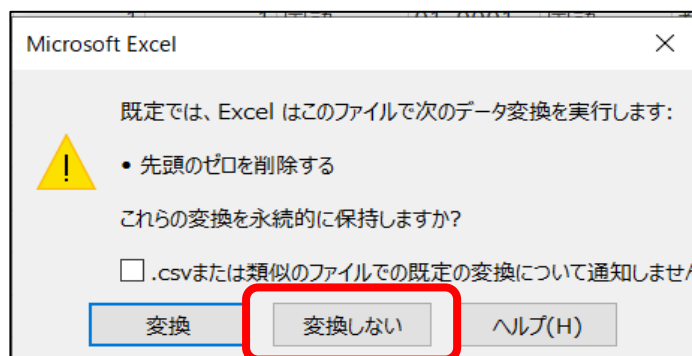 Microsoft Excel
既定では、Excel はこのファイルで次のデータ変換を実行します:
• 先頭のゼロを削除する
これらの変換を永続的に保持しますか?
.csvまたは類似のファイルでの既定の変換について通知しません
変換
変換しない
ヘルプ(H)